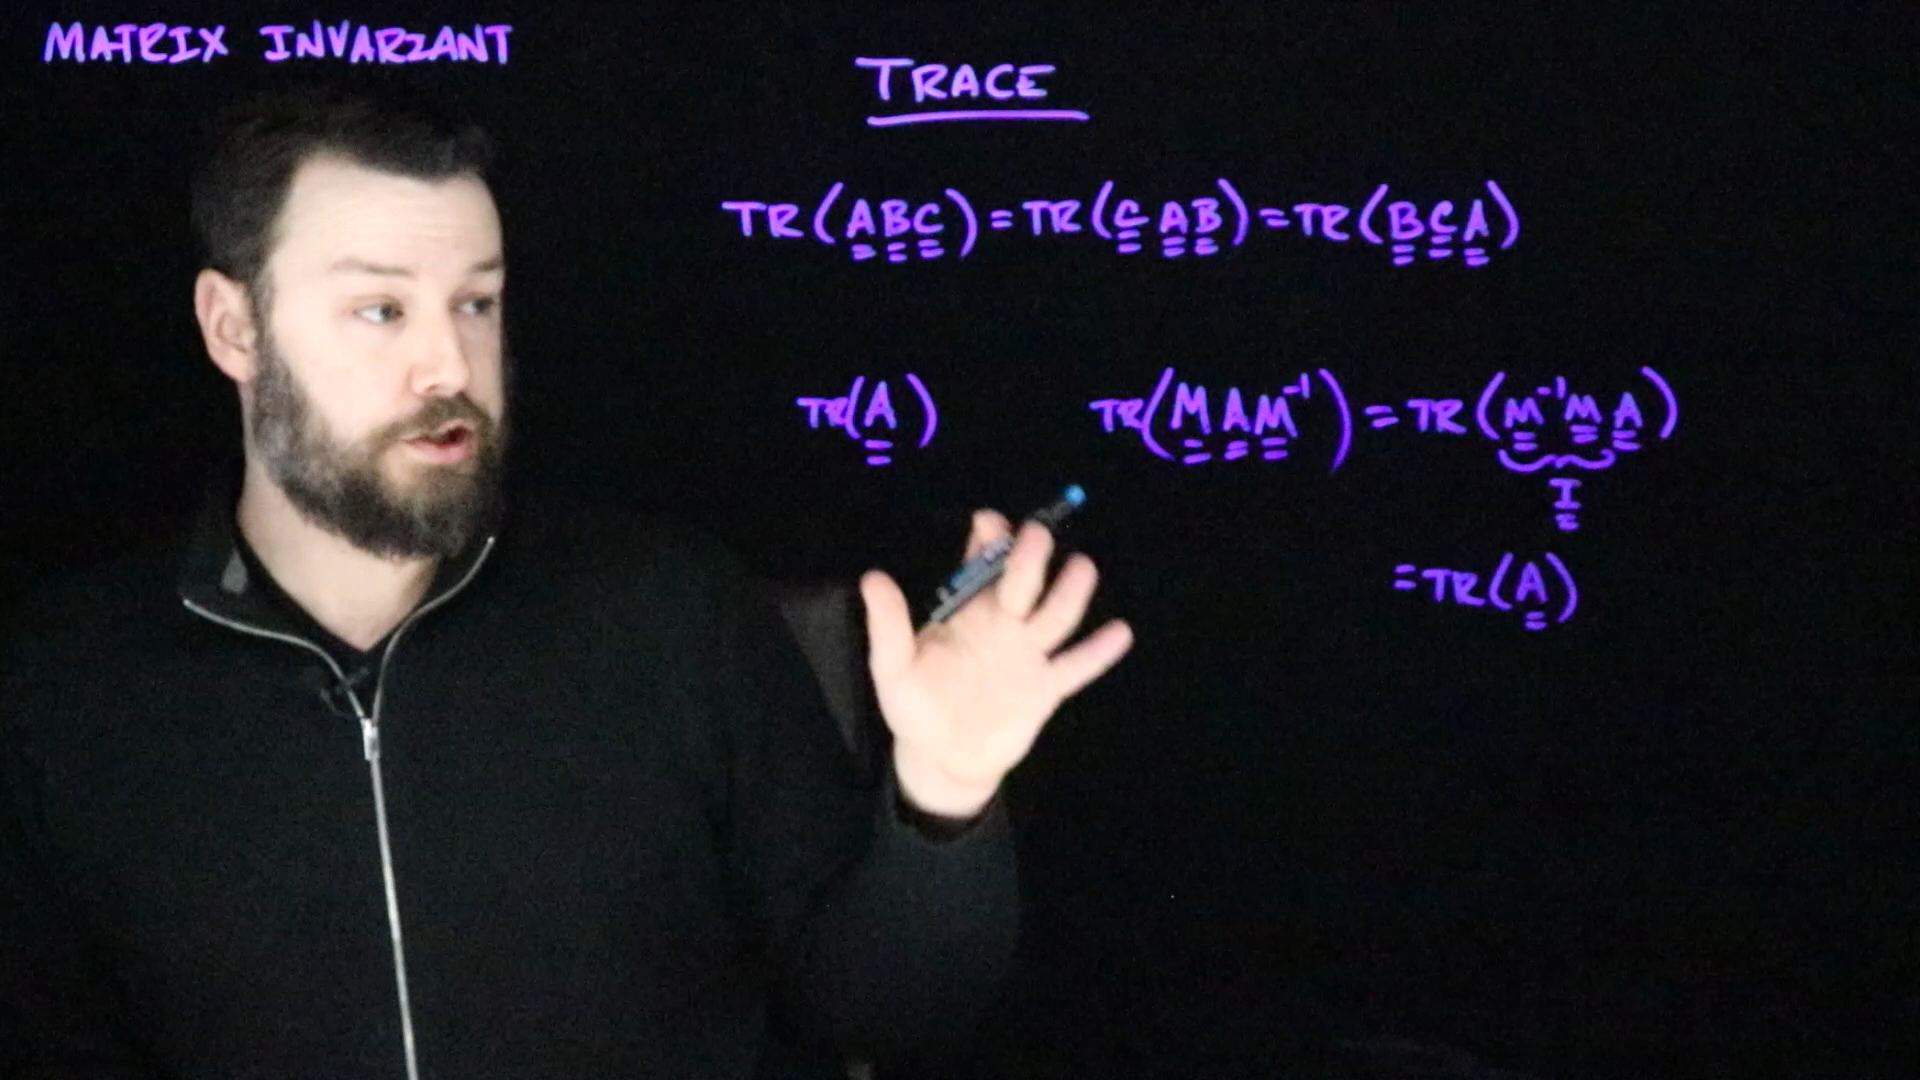 MATRIX INVARIANT
TRACE
TR(ABC) = TR(CAB) = TR(BCA)
TR(A) TR(MAM⁻¹) = TR(M⁻¹MA)
I
= TR(A)